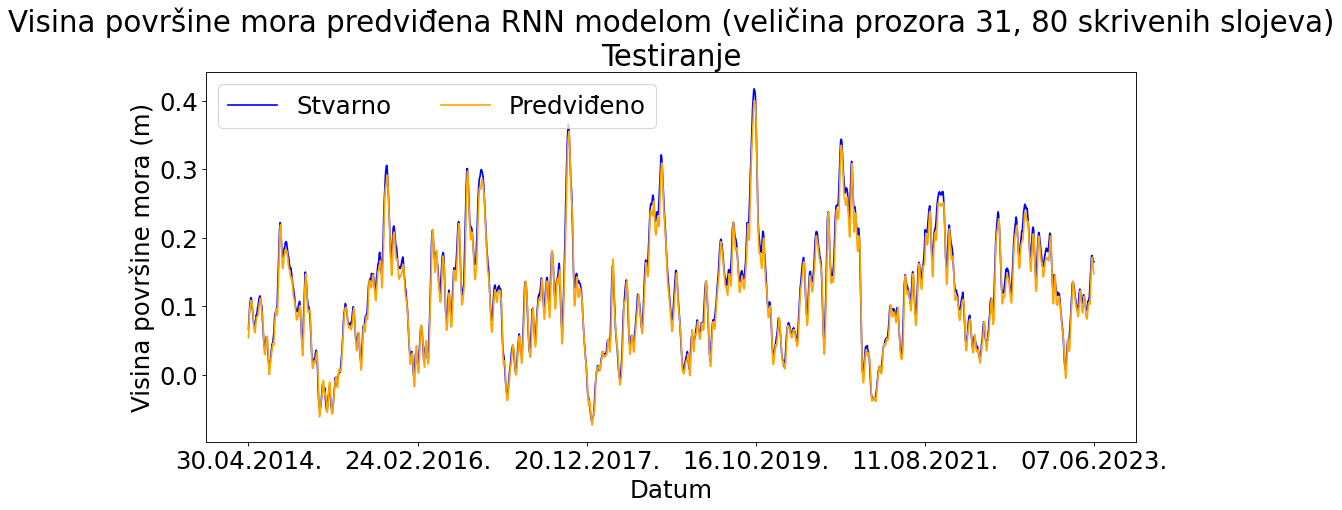 Visina površine mora predviđena RNN modelom (veličina prozora 31, 80 skrivenih slojeva)
Testiranje
Stvarno
Predviđeno
Visina površine mora (m)
0.4
0.3
0.2
0.1
0.0
30.04.2014.
24.02.2016.
20.12.2017.
16.10.2019.
11.08.2021.
07.06.2023.
Datum